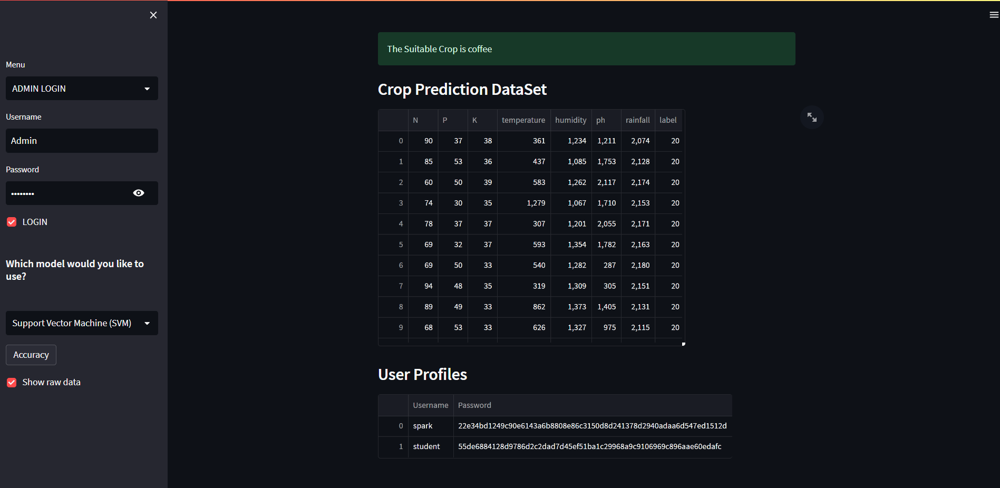 Menu
ADMIN LOGIN
Username
Admin
Password
••••••••
LOGIN
Which model would you like to
use?
Support Vector Machine (SVM)
Accuracy
Show raw data
The Suitable Crop is coffee
Crop Prediction DataSet
N P K temperature humidity ph rainfall label
0 90 37 38 361 1,234 1,211 2,074 20
1 85 53 36 437 1,085 1,753 2,128 20
2 60 50 39 583 1,262 2,117 2,174 20
3 74 30 35 1,279 1,067 1,710 2,153 20
4 78 37 37 307 1,201 2,055 2,171 20
5 69 32 37 593 1,354 1,782 2,163 20
6 69 50 33 540 1,282 287 2,180 20
7 94 48 35 319 1,309 305 2,151 20
8 89 49 33 862 1,373 1,405 2,131 20
9 68 53 33 626 1,327 975 2,115 20
User Profiles
Username Password
0 spark 22e34bd1249c90e6143a6b8808e86c3150d8d241378d2940adaa6d547ed1512d
1 student 55de6884128d9786d2c2dad7d45ef51ba1c29968a9c9106969c896aae60edafc